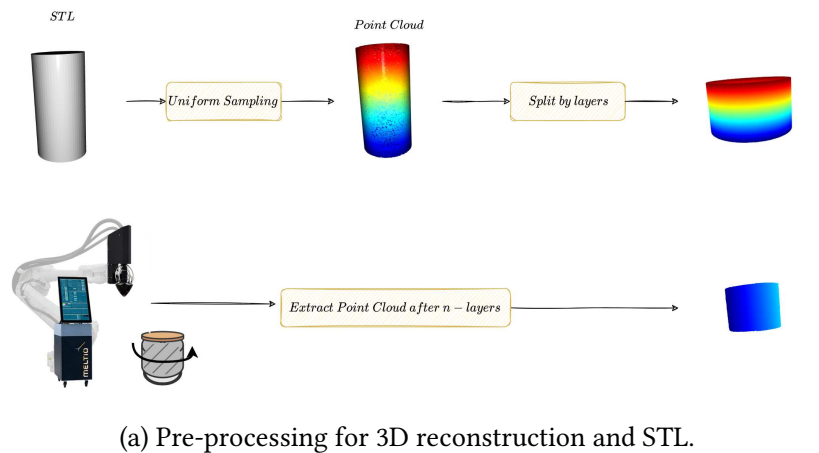 STL
Point Cloud
Uniform Sampling
Split by layers
Extract Point Cloud after n − layers
MELTIO
(a) Pre-processing for 3D reconstruction and STL.